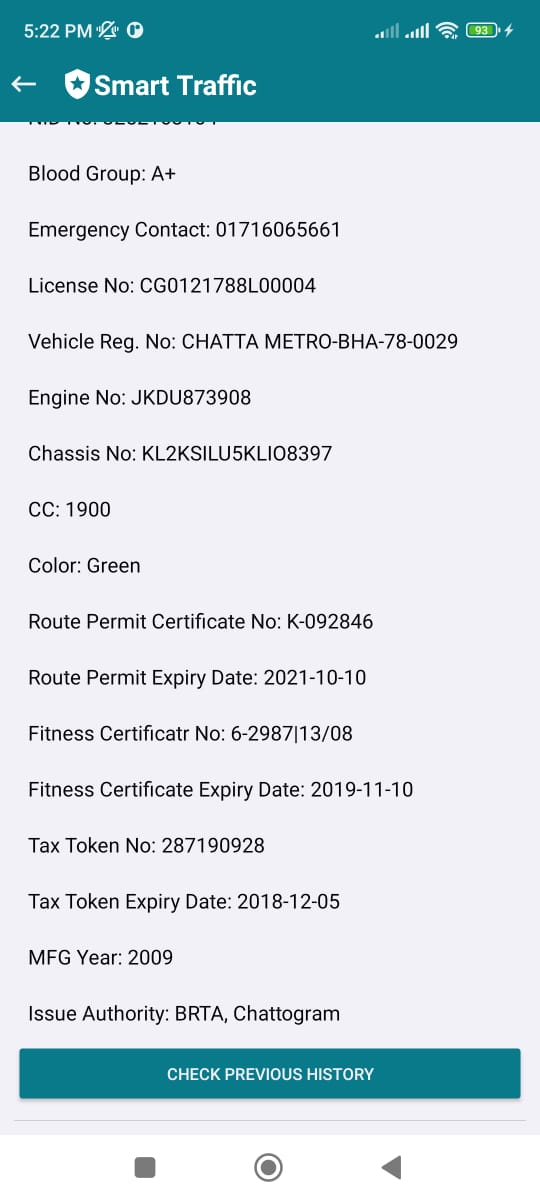 5:22 PM
93
Smart Traffic
Blood Group: A+
Emergency Contact: 01716065661
License No: CG0121788L00004
Vehicle Reg. No: CHATTA METRO-BHA-78-0029
Engine No: JKDU873908
Chassis No: KL2KSILU5KLIO8397
CC: 1900
Color: Green
Route Permit Certificate No: K-092846
Route Permit Expiry Date: 2021-10-10
Fitness Certificatr No: 6-2987|13/08
Fitness Certificate Expiry Date: 2019-11-10
Tax Token No: 287190928
Tax Token Expiry Date: 2018-12-05
MFG Year: 2009
Issue Authority: BRTA, Chattogram
CHECK PREVIOUS HISTORY